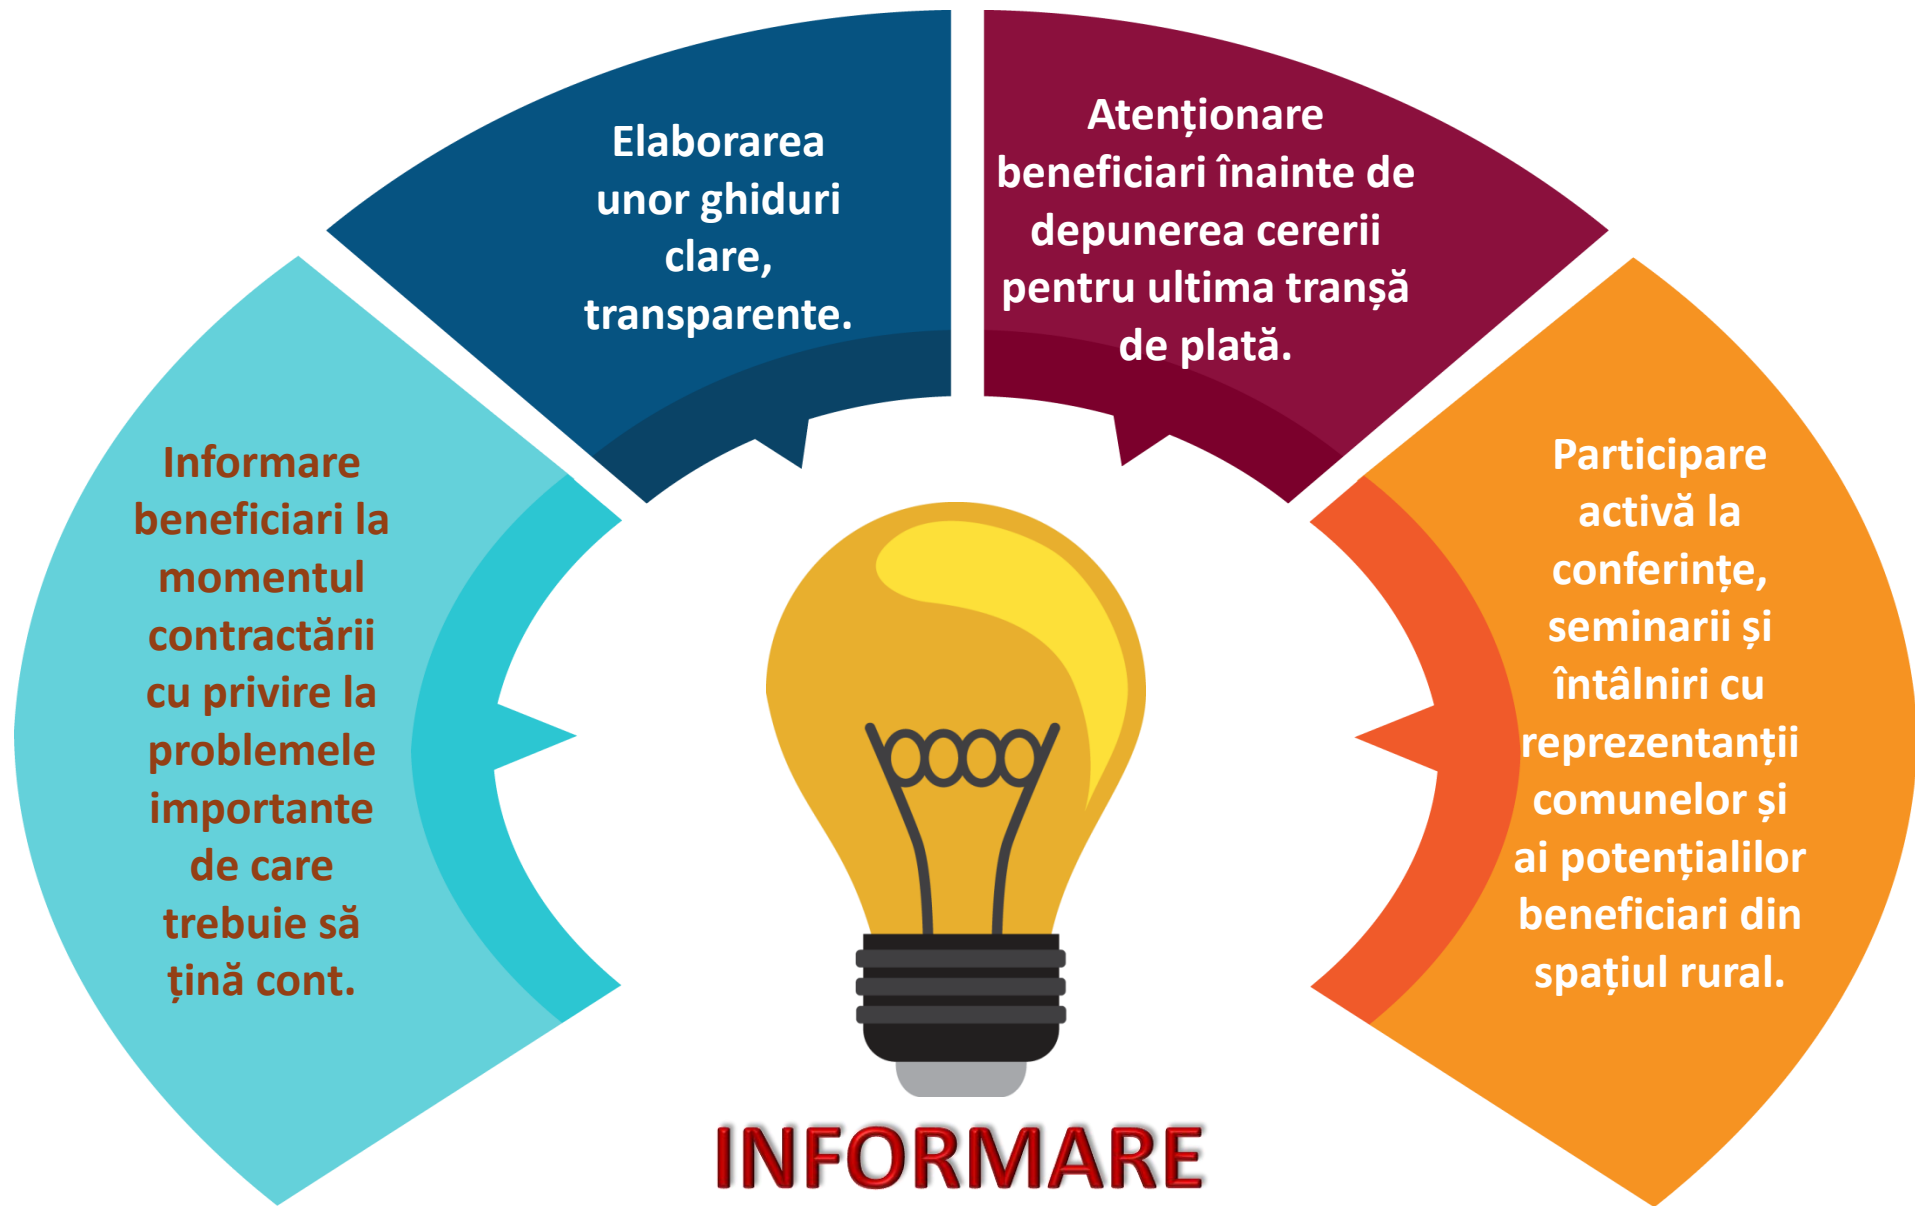 Informare
beneficiari la
momentul
contractării
cu privire la
problemele
importante
de care
trebuie să
țină cont.
Elaborarea
unor ghiduri
clare,
transparente.
Atenționare
beneficiari înainte de
depunerea cererii
pentru ultima tranșă
de plată.
Participare
activă la
conferințe,
seminarii și
întâlniri cu
reprezentanții
comunelor și
ai potențialilor
beneficiari din
spațiul rural.
INFORMARE